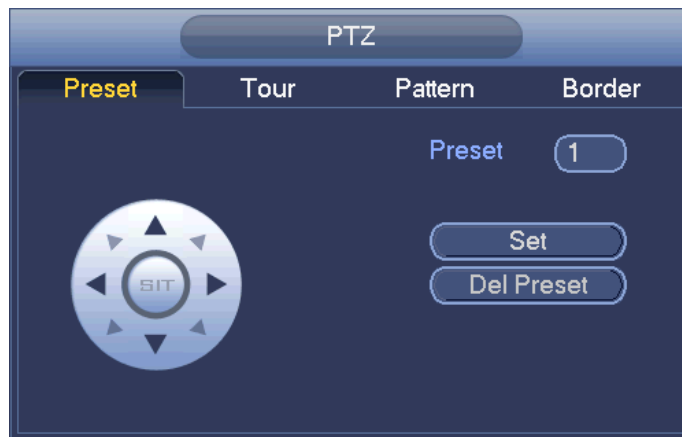 PTZ
Preset Tour Pattern Border
Preset 1
Set
SIT
Del Preset